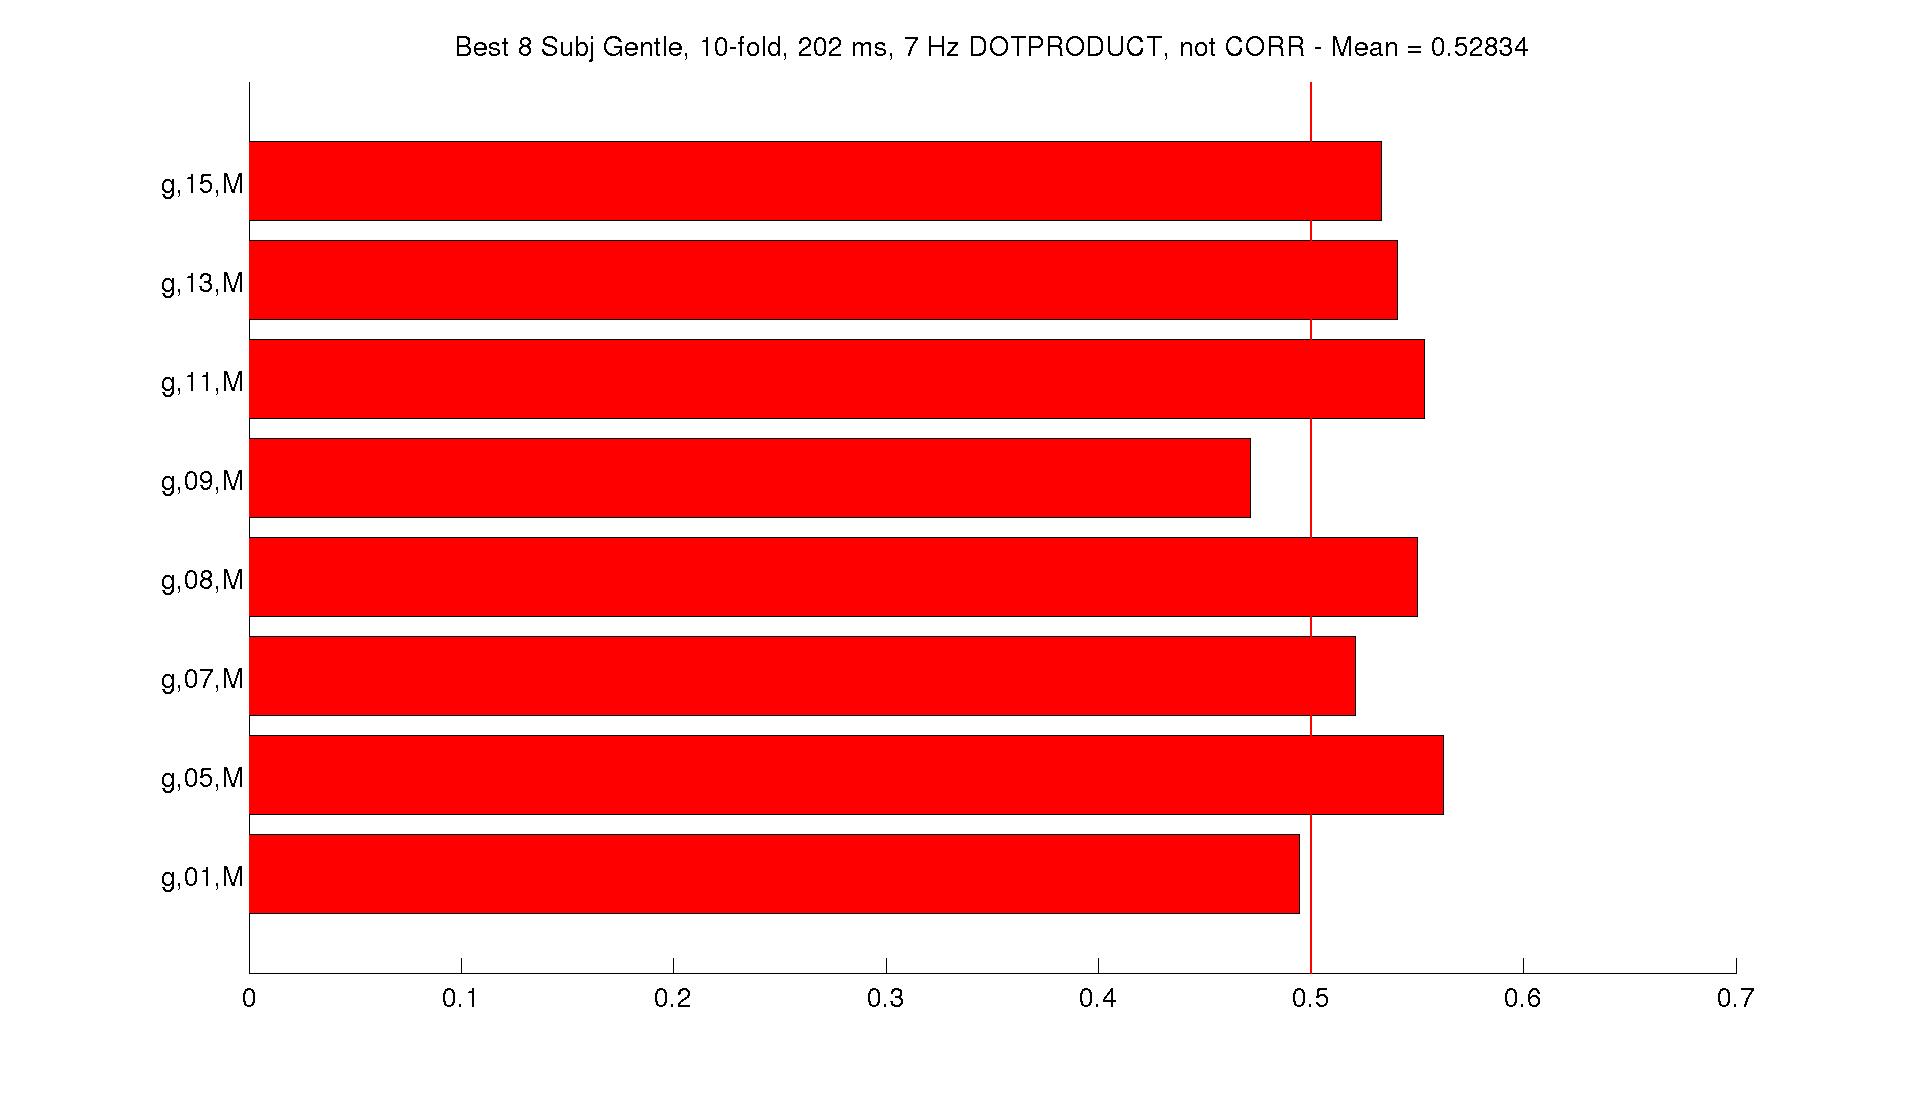 Best 8 Subj Gentle, 10-fold, 202 ms, 7 Hz DOTPRODUCT, not CORR - Mean = 0.52834
g,15,M
g,13,M
g,11,M
g,09,M
g,08,M
g,07,M
g,05,M
g,01,M
0 0.1 0.2 0.3 0.4 0.5 0.6 0.7